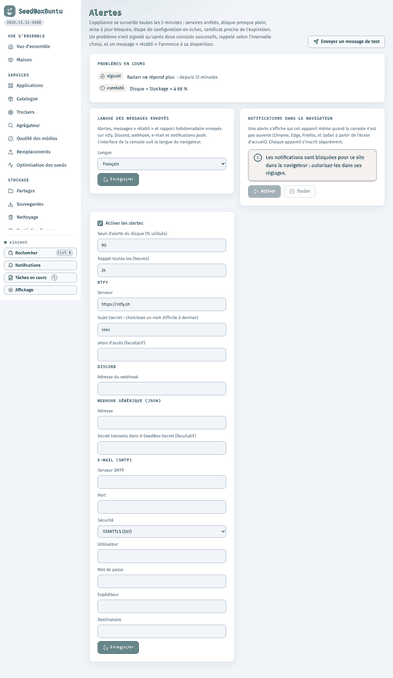 SeedBoxBuntu
VUE D'ENSEMBLE
Vue d'ensemble
Maison
SERVICES
Applications
Catalogue
Trackers
Agrégateur
Qualité des médias
Remplacements
Optimisation des seeds
STOCKAGE
Partages
Sauvegardes
Nettoyage
vincent
Rechercher
Ctrl K
Notifications
Tâches en cours
Affichage
Alertes
L'appliance se surveille toutes les 5 minutes : services arrêtés, disque presque plein,
mise à jour bloquée, étape de configuration en échec, certificat proche de l'expiration.
Un problème n'est signalé qu'après deux constats successifs, rappelé selon l'intervalle
choisi, et un message « rétabli » l'annonce à sa disparition.
Envoyer un message de test
PROBLÈMES EN COURS
signalé Radarr ne répond plus : depuis 12 minutes
constaté Disque « Stockage » à 88 %
LANGUE DES MESSAGES ENVOYÉS
Alertes, messages « rétabli » et rapport hebdomadaire envoyés
sur ntfy, Discord, webhook, e-mail et notifications push.
L'interface de la console suit la langue du navigateur
Langue
Français
Enregistrer
NOTIFICATIONS DANS LE NAVIGATEUR
Une alerte s'affiche sur cet appareil même quand la console n'est
pas ouverte (Chrome, Edge, Firefox, et Safari à partir de l'écran
d'accueil). Chaque appareil s'inscrit séparément.
Les notifications sont bloquées pour ce site
dans le navigateur : autorisez-les dans ses
réglages.
Activer
Tester
Activer les alertes
Seuil d'alerte du disque (% utilisés)
90
Rappel toutes les (heures)
24
NTFY
Serveur
https://ntfy.sh
Sujet (secret : choisissez un nom difficile à deviner)
Jeton d'accès (facultatif)
DISCORD
Adresse du webhook
WEBHOOK GÉNÉRIQUE (JSON)
Adresse
Secret transmis dans X-SeedBox-Secret (facultatif)
E-MAIL (SMTP)
Serveur SMTP
Port
Sécurité
STARTTLS (587)
Utilisateur
Mot de passe
Expéditeur
Destinataire
Enregistrer